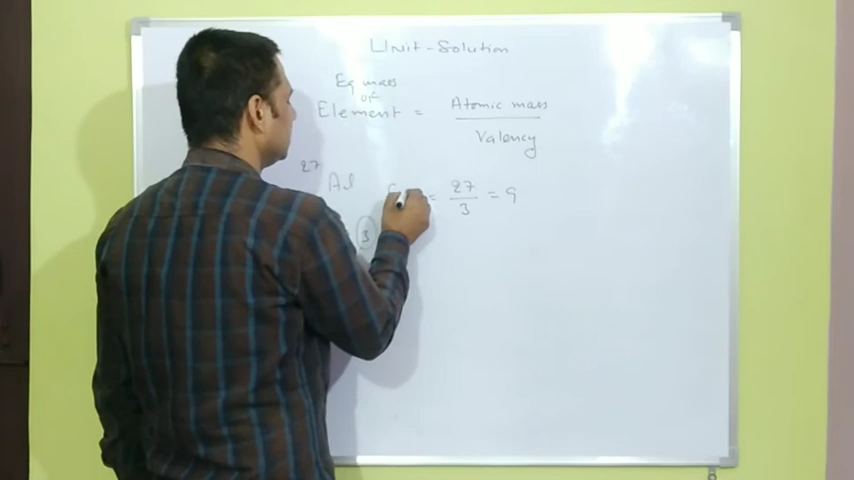 Unit-Solution
Eq mass
of
Element = Atomic mass
Valency
27
Al = 27/3 = 9
3